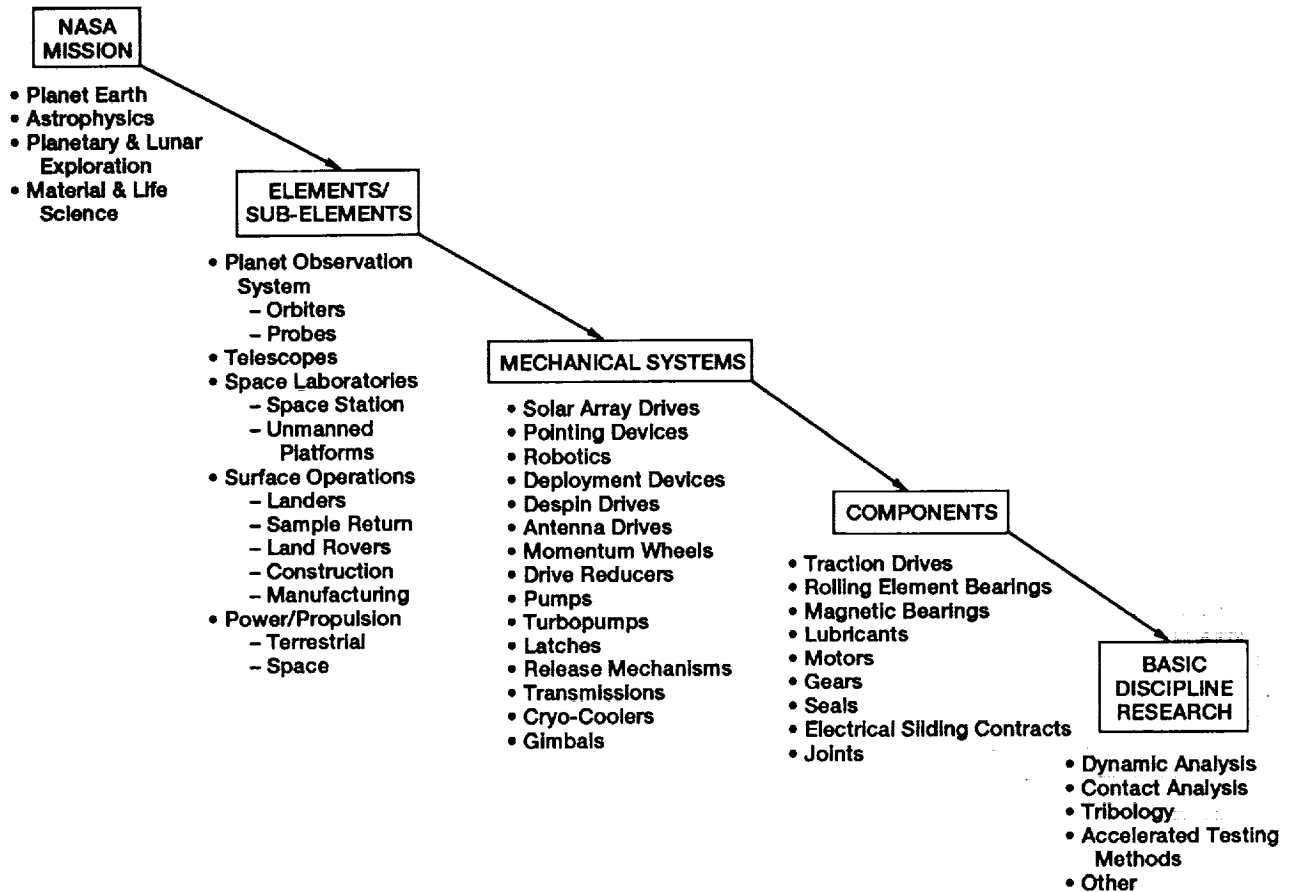 NASA
MISSION
• Planet Earth
• Astrophysics
• Planetary & Lunar
Exploration
• Material & Life
Science
ELEMENTS/
SUB-ELEMENTS
• Planet Observation
System
– Orbiters
– Probes
• Telescopes
• Space Laboratories
– Space Station
– Unmanned
Platforms
• Surface Operations
– Landers
– Sample Return
– Land Rovers
– Construction
– Manufacturing
• Power/Propulsion
– Terrestrial
– Space
MECHANICAL SYSTEMS
• Solar Array Drives
• Pointing Devices
• Robotics
• Deployment Devices
• Despin Drives
• Antenna Drives
• Momentum Wheels
• Drive Reducers
• Pumps
• Turbopumps
• Latches
• Release Mechanisms
• Transmissions
• Cryo-Coolers
• Gimbals
COMPONENTS
• Traction Drives
• Rolling Element Bearings
• Magnetic Bearings
• Lubricants
• Motors
• Gears
• Seals
• Electrical Sliding Contracts
• Joints
BASIC
DISCIPLINE
RESEARCH
• Dynamic Analysis
• Contact Analysis
• Tribology
• Accelerated Testing
Methods
• Other